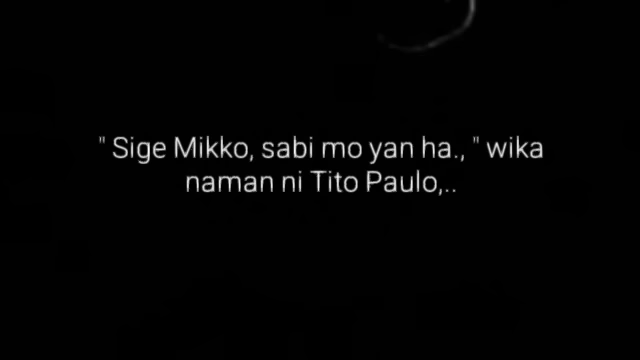 " Sige Mikko, sabi mo yan ha., " wika
naman ni Tito Paulo,..